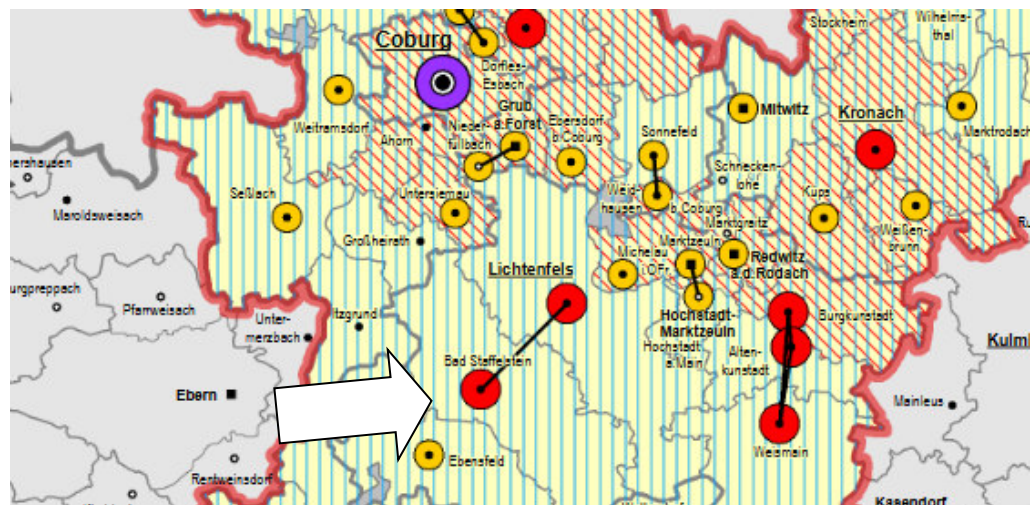 Stockheim
Wilhelms-
thal
Coburg
Dörfles-
Esbach
Weitramsdorf
Ahorn
Grub
a.Forst
Nieder-
füllbach
Ebersdorf
b.Coburg
Sonnefeld
Mitwitz
Kronach
Marktrodach
Schnecken-
lohe
Maroldsweisach
Seßlach
Untersiemau
Weid-
hausen
b. Coburg
Küps
Marktgraitz
Weißen-
brunn
Großheirath
Michelau
i.OFr.
Marktzeuln
Redwitz
a.d.Rodach
Lichtenfels
Pfarrweisach
Unter-
merzbach
Itzgrund
Hochstadt-
Marktzeuln
Hochstadt
a.Main
Burgkunstadt
Alten-
kunstadt
Bad Staffelstein
Ebern
Mainleus
Weismain
Ebensfeld
Rentweinsdorf
Kasendorf